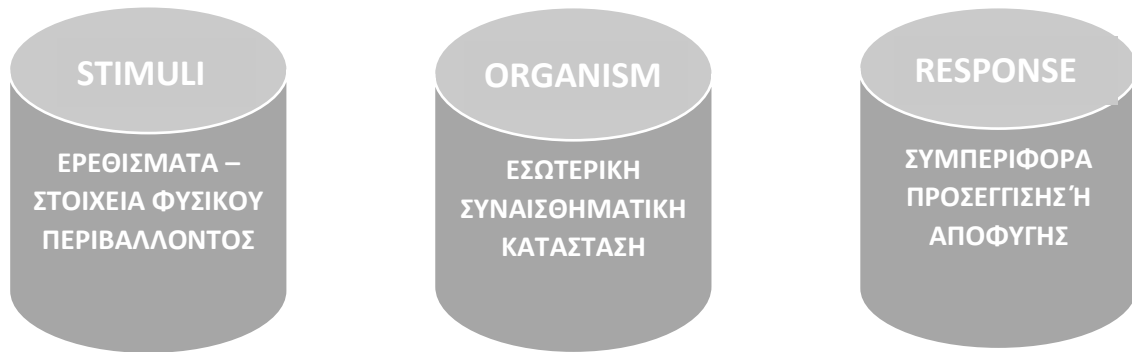 STIMULI
ΕΡΕΘΙΣΜΑΤΑ –
ΣΤΟΙΧΕΙΑ ΦΥΣΙΚΟΥ
ΠΕΡΙΒΑΛΛΟΝΤΟΣ
ORGANISM
ΕΣΩΤΕΡΙΚΗ
ΣΥΝΑΙΣΘΗΜΑΤΙΚΗ
ΚΑΤΑΣΤΑΣΗ
RESPONSE
ΣΥΜΠΕΡΙΦΟΡΑ
ΠΡΟΣΕΓΓΙΣΗΣ Ή
ΑΠΟΦΥΓΗΣ